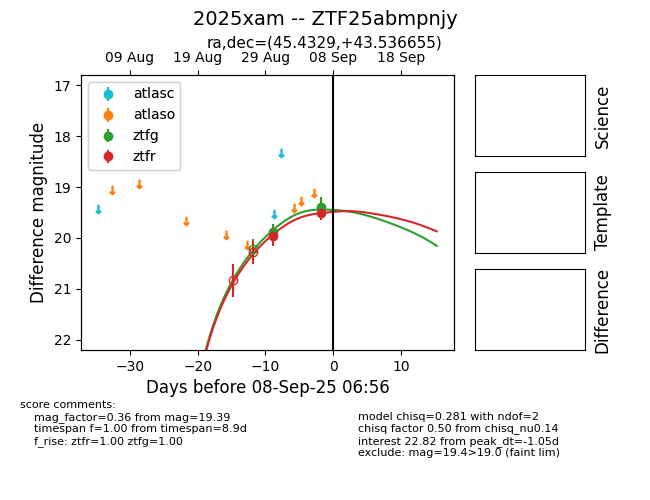 2025xam -- ZTF25abmpnjy
ra,dec=(45.4329,+43.536655)
09 Aug 19 Aug 29 Aug 08 Sep 18 Sep
atlasc
atlaso
ztfg
ztfr
17
18
19
20
21
22
Difference magnitude
−30 −20 −10 0 10
Days before 08-Sep-25 06:56
Science
Template
Difference
score comments:
mag_factor=0.36 from mag=19.39
timespan f=1.00 from timespan=8.9d
f_rise: ztfr=1.00 ztfg=1.00
model chisq=0.281 with ndof=2
chisq factor 0.50 from chisq_nu0.14
interest 22.82 from peak_dt=-1.05d
exclude: mag=19.4>19.0 (faint lim)